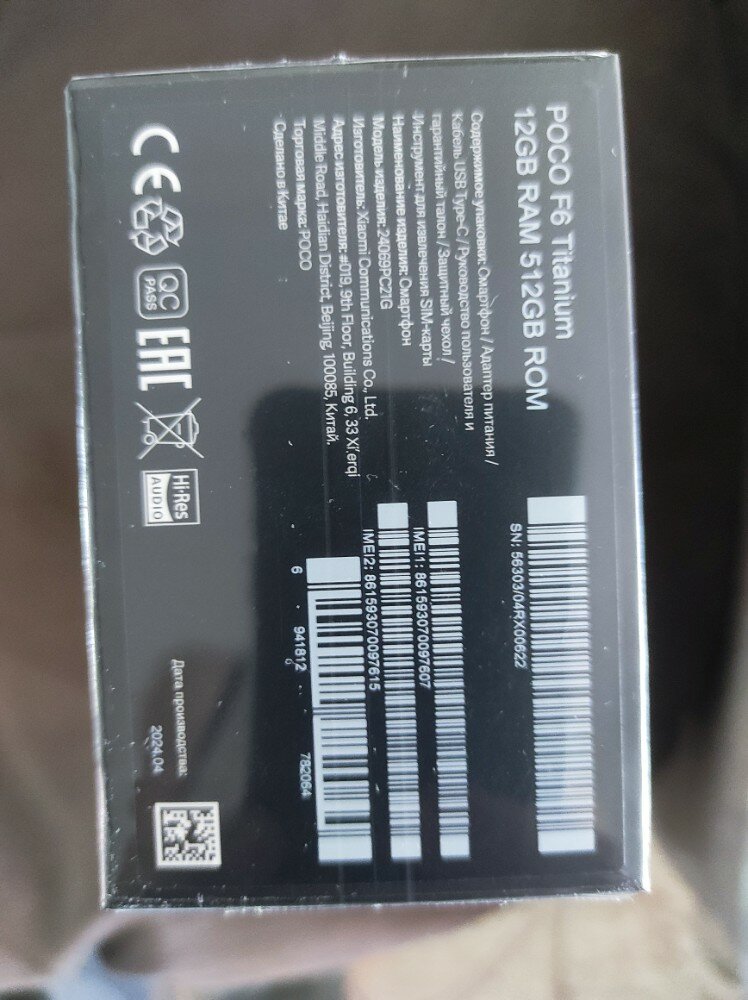 POCO F6 Titanium
12GB RAM 512GB ROM
Содержимое упаковки: Смартфон / Адаптер питания /
Кабель USB Type-C / Руководство пользователя и
гарантийный талон / Защитный чехол /
Инструмент для извлечения SIM-карты
Наименование изделия: Смартфон
Модель изделия: 24069PC21G
Изготовитель: Xiaomi Communications Co., Ltd.
Адрес изготовителя: #019, 9th Floor, Building 6, 33 Xi'erqi
Middle Road, Haidian District, Beijing, 100085, Китай.
Торговая марка: POCO
Сделано в Китае
SN: 56303/04RX00622
IMEI1: 861593070097607
IMEI2: 861593070097615
6 941812 782064
CE
QC
PASS
EAC
Hi-Res
AUDIO
Дата производства:
2024.04